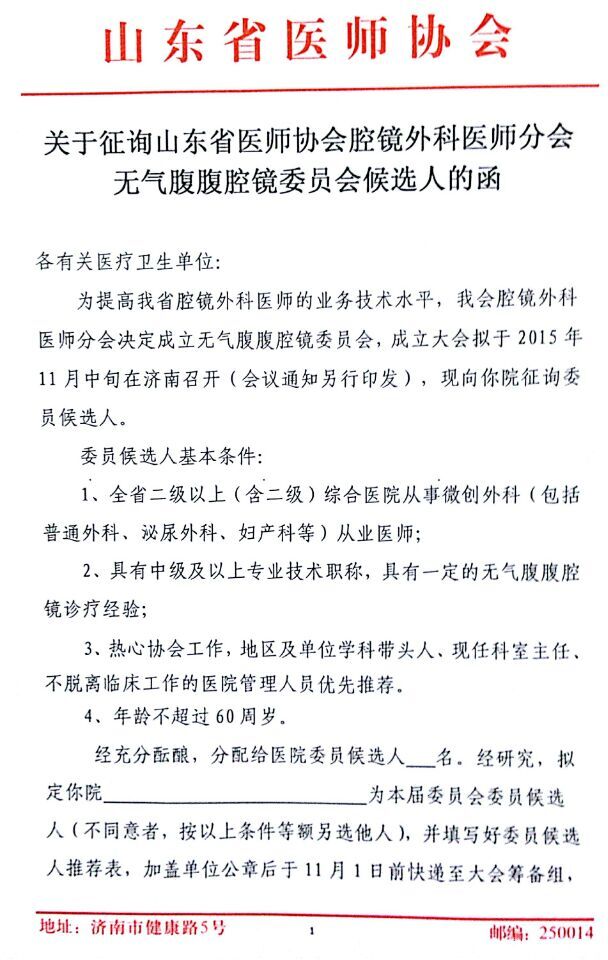 山东省医师协会
关于征询山东省医师协会腔镜外科医师分会
无气腹腹腔镜委员会候选人的函
各有关医疗卫生单位：
为提高我省腔镜外科医师的业务技术水平，我会腔镜外科
医师分会决定成立无气腹腹腔镜委员会，成立大会拟于 2015 年
11 月中旬在济南召开（会议通知另行印发），现向你院征询委
员候选人。
委员候选人基本条件：
1、全省二级以上（含二级）综合医院从事微创外科（包括
普通外科、泌尿外科、妇产科等）从业医师；
2、具有中级及以上专业技术职称，具有一定的无气腹腹腔
镜诊疗经验；
3、热心协会工作，地区及单位学科带头人、现任科室主任、
不脱离临床工作的医院管理人员优先推荐。
4、年龄不超过 60 周岁。
经充分酝酿，分配给医院委员候选人___名。经研究，拟
定你院______________________为本届委员会委员候选
人（不同意者，按以上条件等额另选他人），并填写好委员候选
人推荐表，加盖单位公章后于 11 月 1 日前快递至大会筹备组，
地址：济南市健康路5号 1 邮编：250014